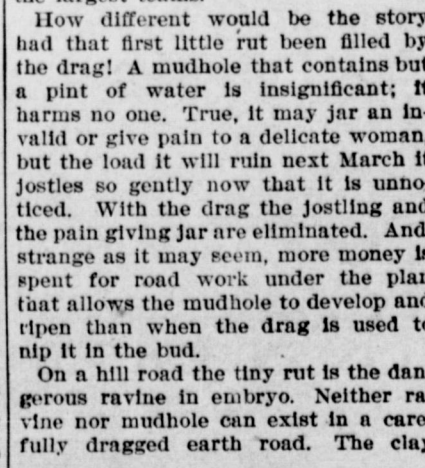 How different would be the story
had that first little rut been filled by
the drag! A mudhole that contains but
a pint of water is insignificant; it
harms no one. True, it may jar an in-
valid or give pain to a delicate woman,
but the load it will ruin next March it
jostles so gently now that it is unno-
ticed. With the drag the jostling and
the pain giving jar are eliminated. And,
strange as it may seem, more money is
spent for road work under the plan
that allows the mudhole to develop and
ripen than when the drag is used to
nip it in the bud.
On a hill road the tiny rut is the dan-
gerous ravine in embryo. Neither ra-
vine nor mudhole can exist in a care-
fully dragged earth road. The clay